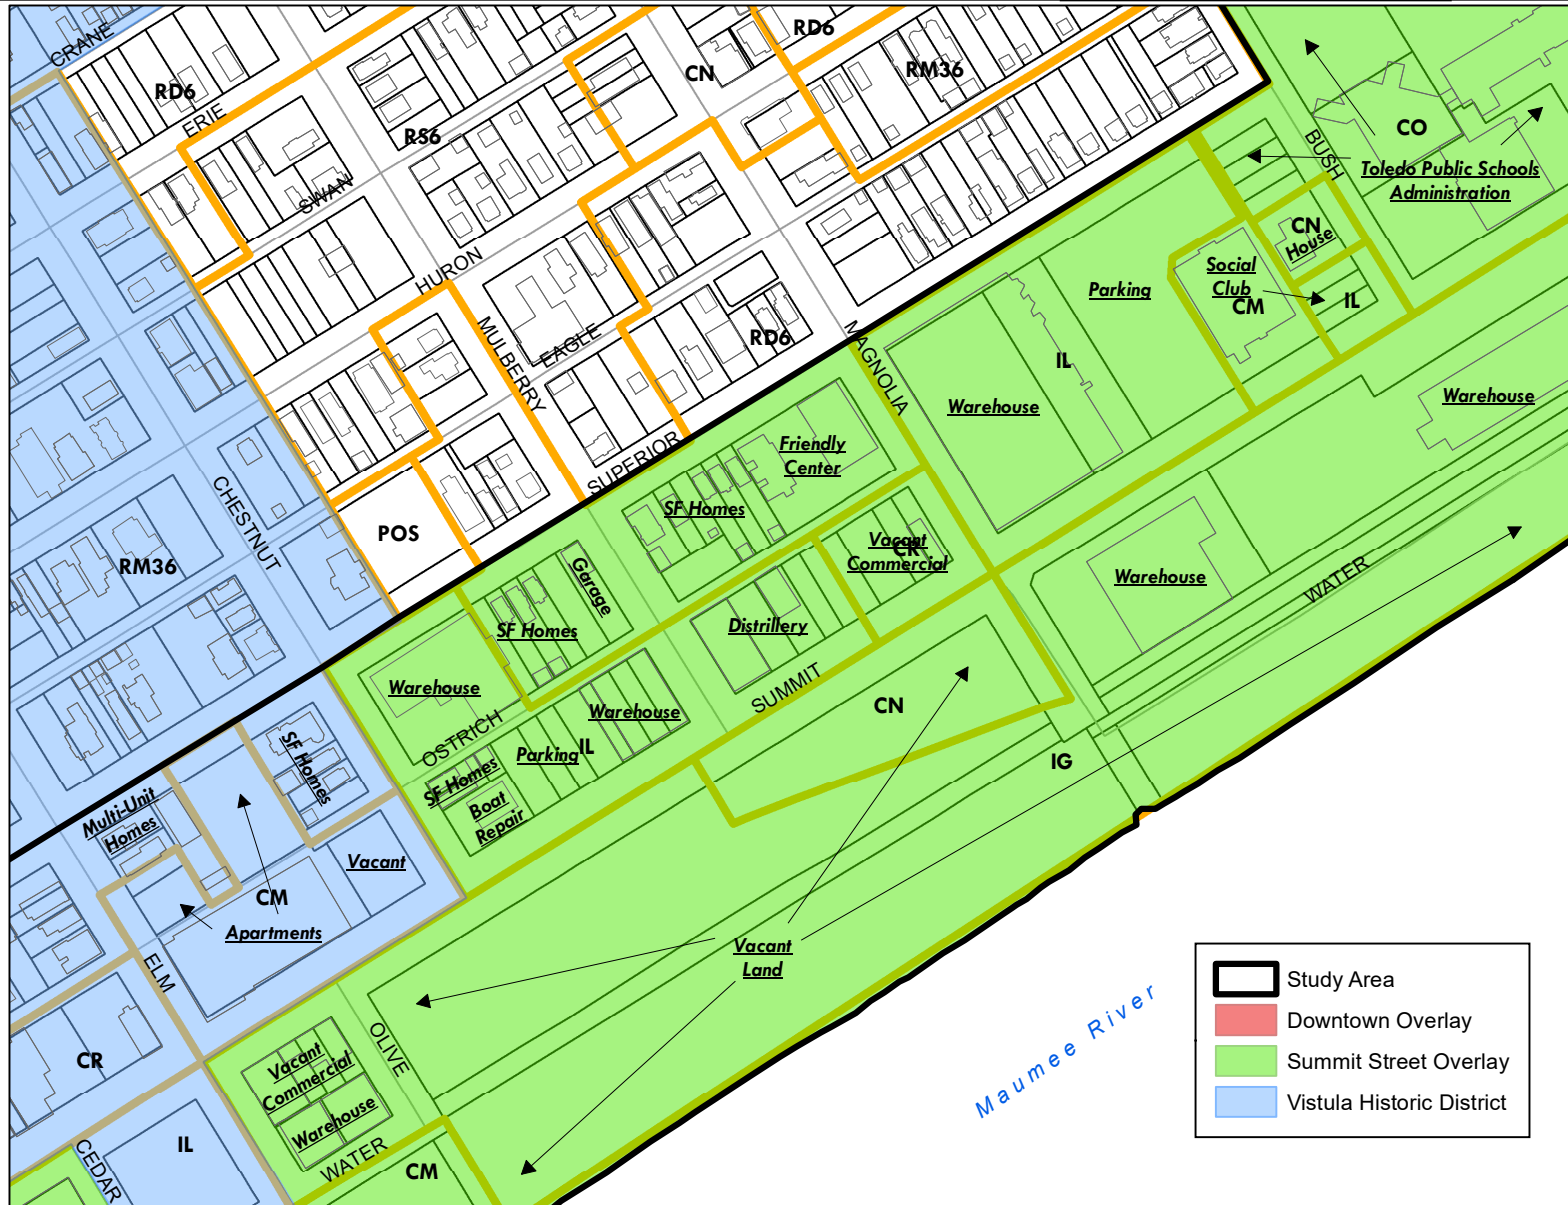 CRANE
RD6
ERIE
RS6
SWAN
CN
RD6
RM36
CO
BUSH
Toledo Public Schools
Administration
CN
House
HURON
MULBERRY
EAGLE
RD6
MAGNOLIA
Parking
Social
Club
CM
IL
IL
Warehouse
Warehouse
SUPERIOR
Friendly
Center
SF Homes
CHESTNUT
POS
RM36
Vacant
CR
Commercial
Garage
SF Homes
Distrillery
Warehouse
WATER
Warehouse
OSTRICH
Warehouse
SUMMIT
CN
Parking
IL
SF Homes
Boat
Repair
IG
SF Homes
Multi-Unit
Homes
Vacant
CM
Apartments
ELM
Vacant
Land
OLIVE
CR
Vacant
Commercial
Warehouse
WATER
CM
IL
CEDAR
Maumee River
Study Area
Downtown Overlay
Summit Street Overlay
Vistula Historic District